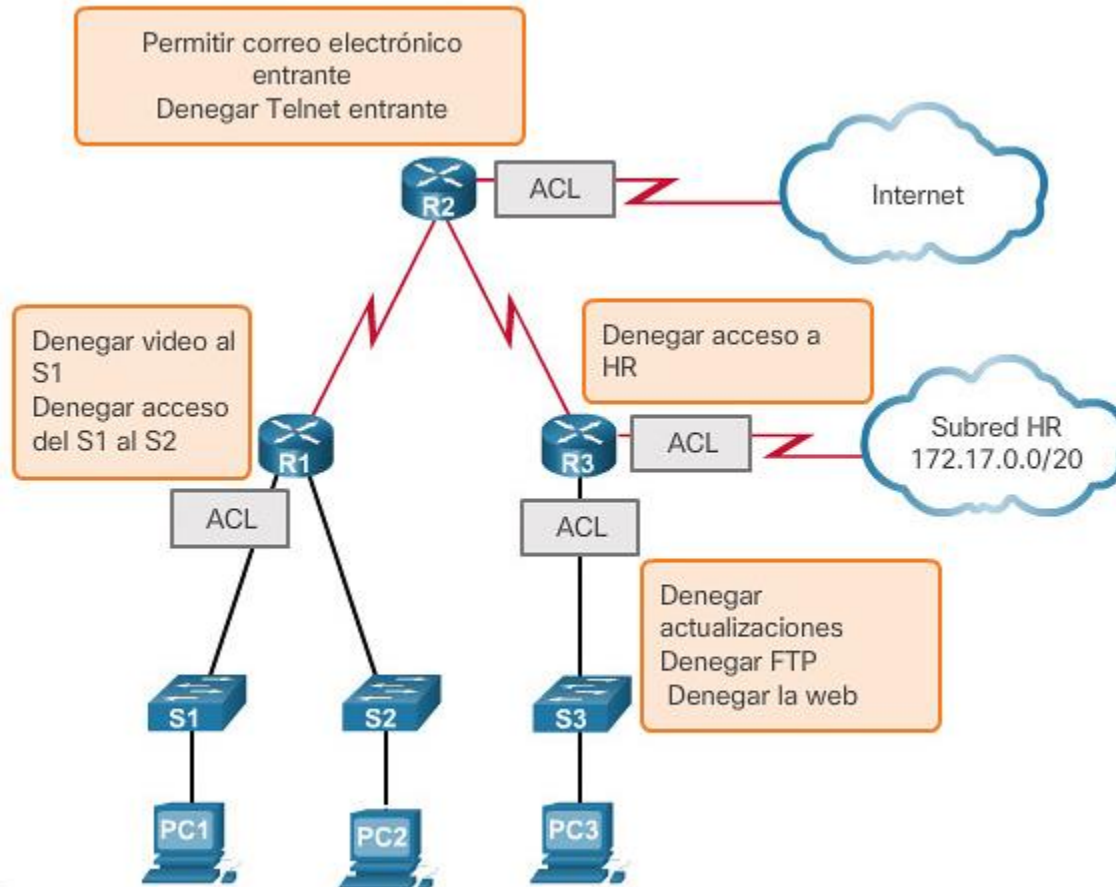 Permitir correo electrónico
entrante
Denegar Telnet entrante
R2
ACL
Internet
Denegar video al
S1
Denegar acceso
del S1 al S2
R1
ACL
Denegar acceso a
HR
R3
ACL
Subred HR
172.17.0.0/20
ACL
Denegar
actualizaciones
Denegar FTP
Denegar la web
S1
S2
S3
PC1
PC2
PC3